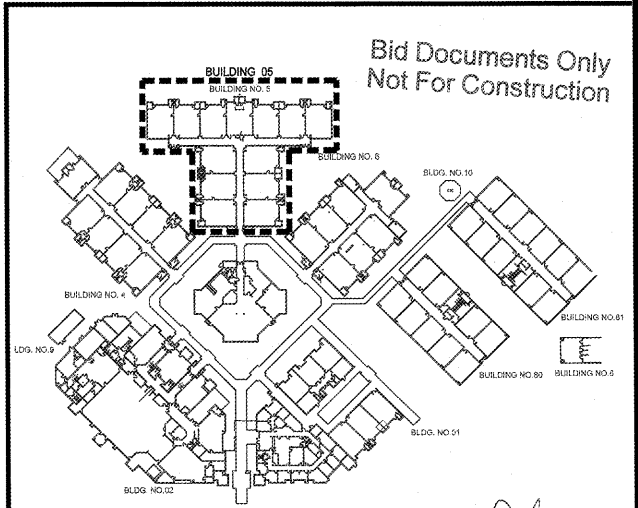 Bid Documents Only
Not For Construction
BUILDING 05
BUILDING NO. 5
BUILDING NO. 8
BLDG. NO.10
BUILDING NO. 4
BUILDING NO.81
LDG. NO.9
BUILDING NO.80
BUILDING NO.6
BLDG. NO.01
BLDG. NO.02